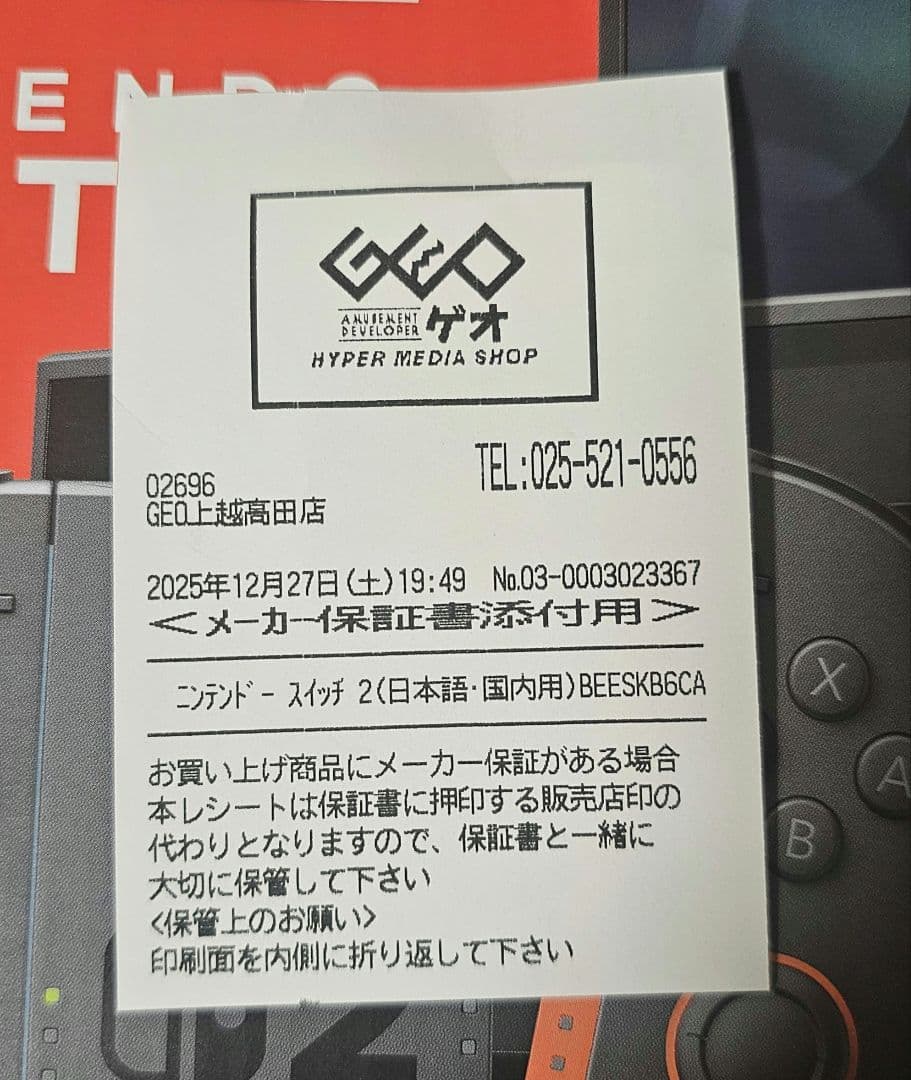 ENDO
T
GEO
AMUSEMENT
DEVELOPER ゲオ
HYPER MEDIA SHOP
TEL:025-521-0556
02696
GEO上越高田店
2025年12月27日(土)19:49 №03-0003023367
<メーカー保証書添付用>
ニンテンドー スイッチ 2(日本語・国内用)BEESKB6CA
お買い上げ商品にメーカー保証がある場合
本レシートは保証書に押印する販売店印の
代わりとなりますので、保証書と一緒に
大切に保管して下さい
<保管上のお願い>
印刷面を内側に折り返して下さい
X
A
B
2